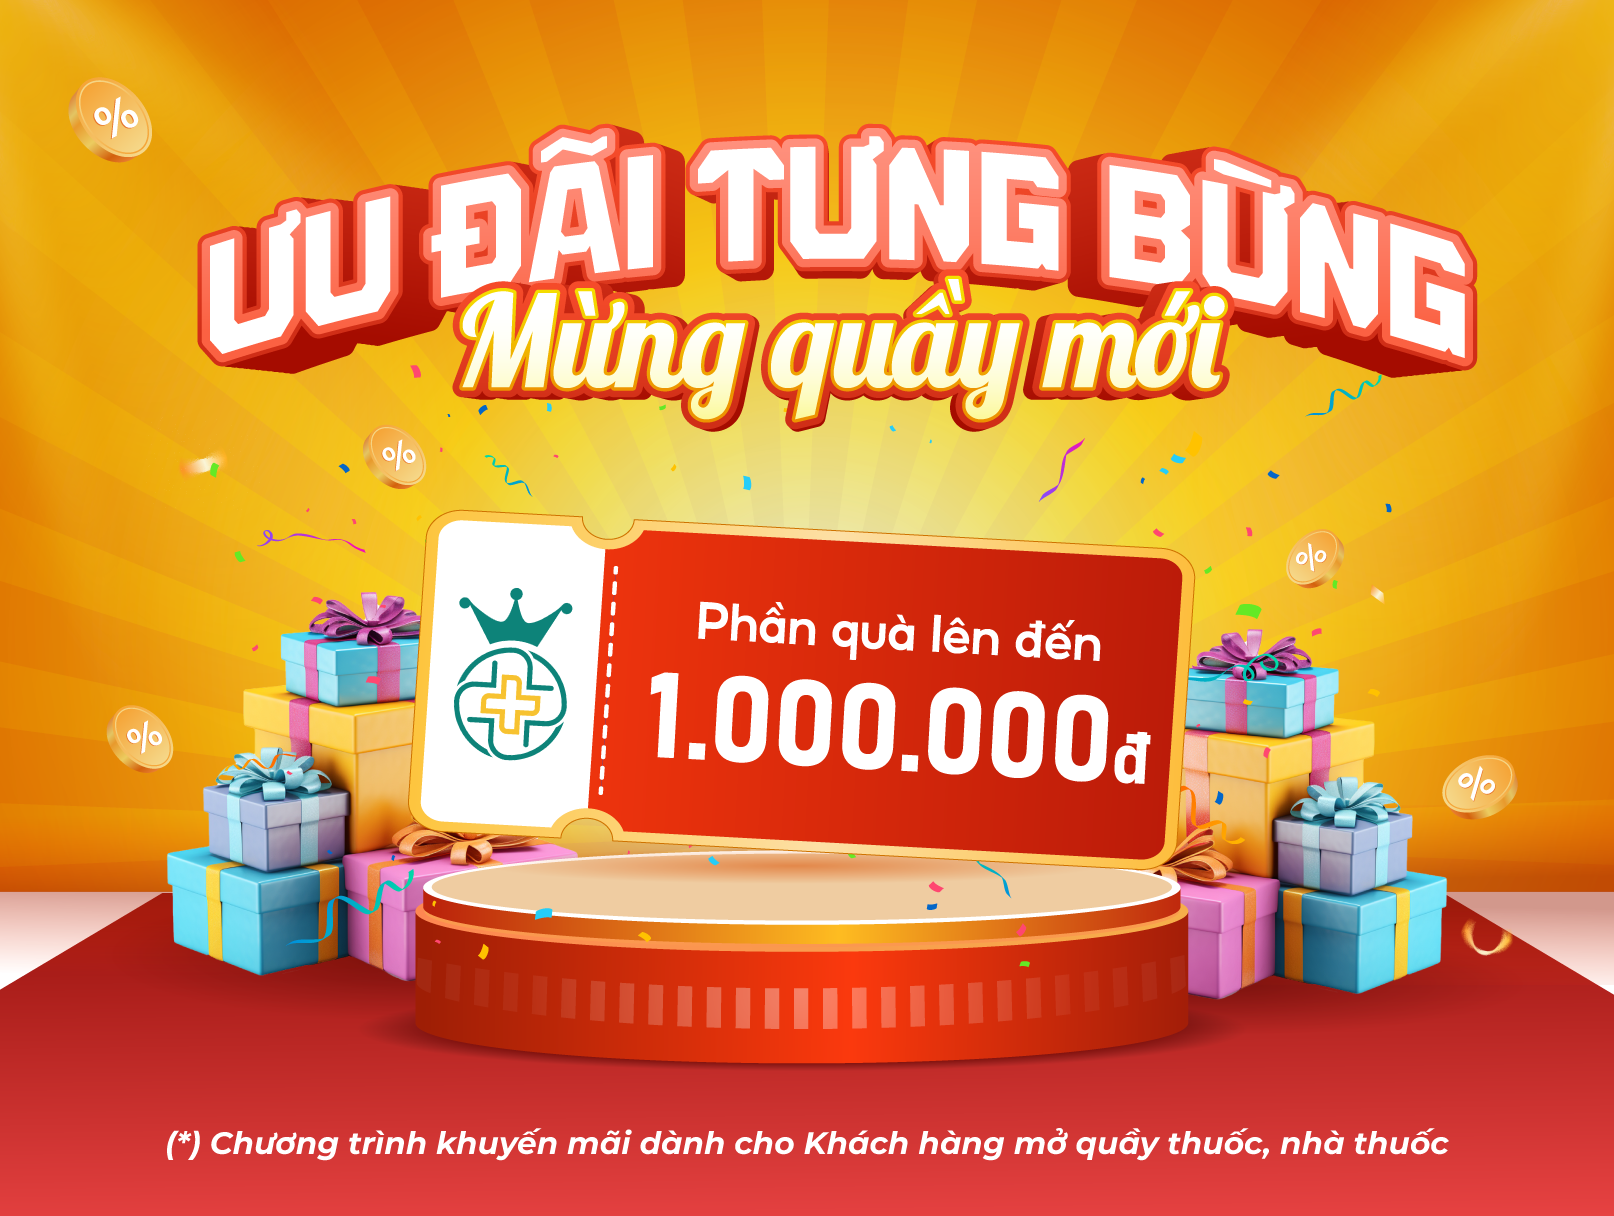 ƯU ĐÃI TƯNG BỪNG
Mừng quầy mới
%
%
%
%
%
Phần quà lên đến
1.000.000đ
(*) Chương trình khuyến mãi dành cho Khách hàng mở quầy thuốc, nhà thuốc